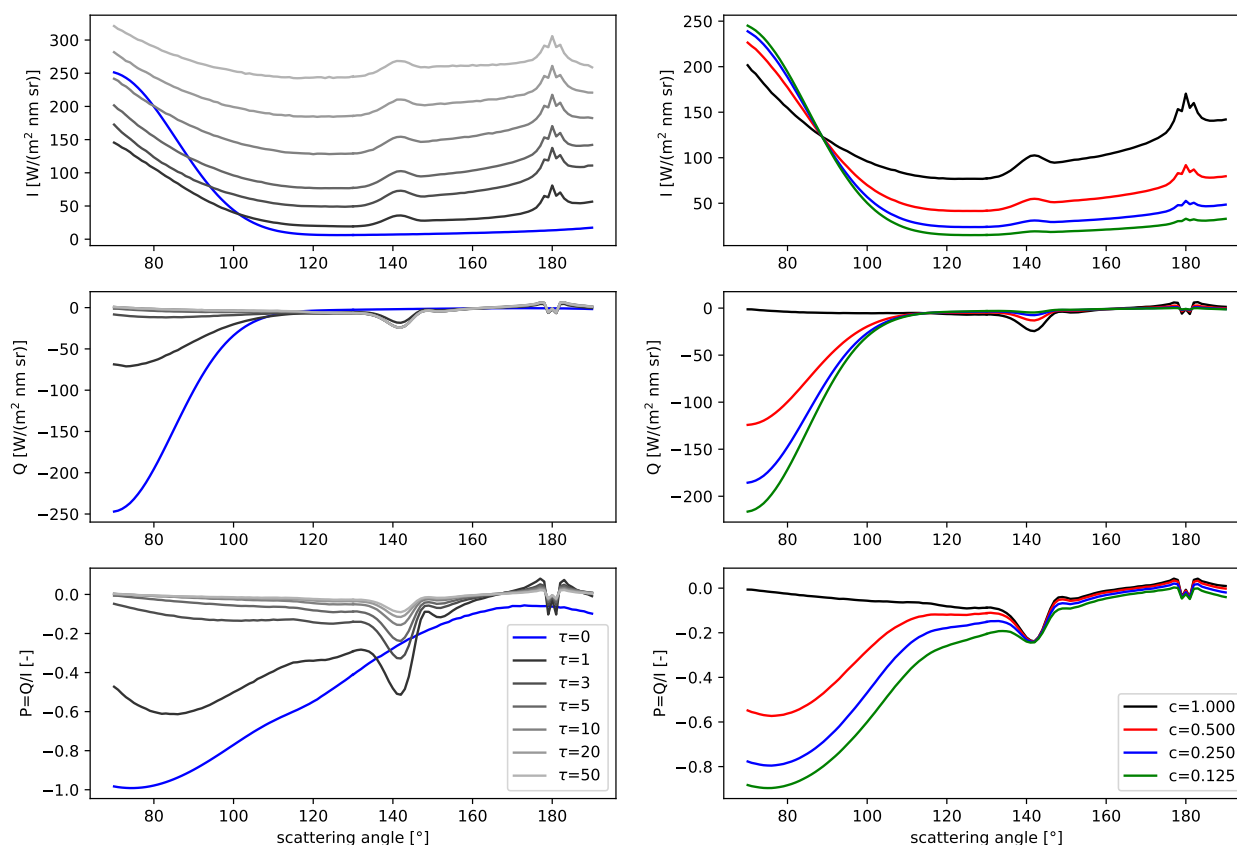 300
250
200
150
100
50
0
I [W/(m² nm sr)]
80 100 120 140 160 180
250
200
150
100
50
I [W/(m² nm sr)]
80 100 120 140 160 180
0
−50
−100
−150
−200
−250
Q [W/(m² nm sr)]
80 100 120 140 160 180
0
−50
−100
−150
−200
Q [W/(m² nm sr)]
80 100 120 140 160 180
0.0
−0.2
−0.4
−0.6
−0.8
−1.0
P=Q/I [-]
τ=0
τ=1
τ=3
τ=5
τ=10
τ=20
τ=50
80 100 120 140 160 180
scattering angle [°]
0.0
−0.2
−0.4
−0.6
−0.8
P=Q/I [-]
c=1.000
c=0.500
c=0.250
c=0.125
80 100 120 140 160 180
scattering angle [°]